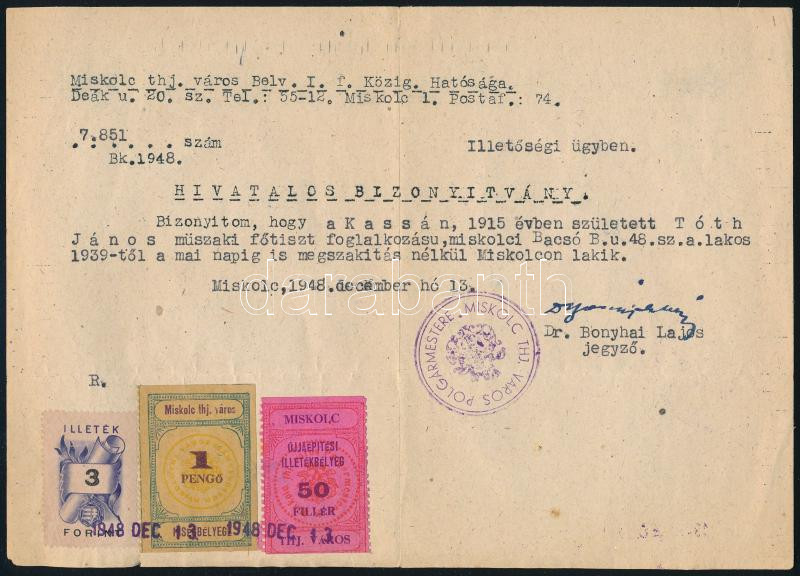 Miskolc thj. város Belv. I. f. Közig. Hatósága.
Deák u. 20. sz. Tel.: 55-12. Miskolc 1. Postaf.: 74.
7.851 szám
Bk.1948.
Illetőségi ügyben.
HIVATALOS BIZONYITVÁNY.
Bizonyitom, hogy a Kassán, 1915 évben született Tóth
János müszaki főtiszt foglalkozásu, miskolci Bacsó B.u.48.sz.a.lakos
1939-től a mai napig is megszakitás nélkül Miskolcon lakik.
Miskolc,1948.december hó 13.
darabanth
Dr. Bonyhai Lajos
jegyző.
MISKOLC THJ. VÁROS POLGÁRMESTERE
R.
ILLETÉK
3
FORINT
Miskolc thj. város
1
PENGŐ
KISEGBÉLYEG
MISKOLC
ÚJJÁÉPITÉSI
ILLETÉKBÉLYEG
50
FILLÉR
THJ. VÁROS
1948 DEC 13
1948 DEC 13